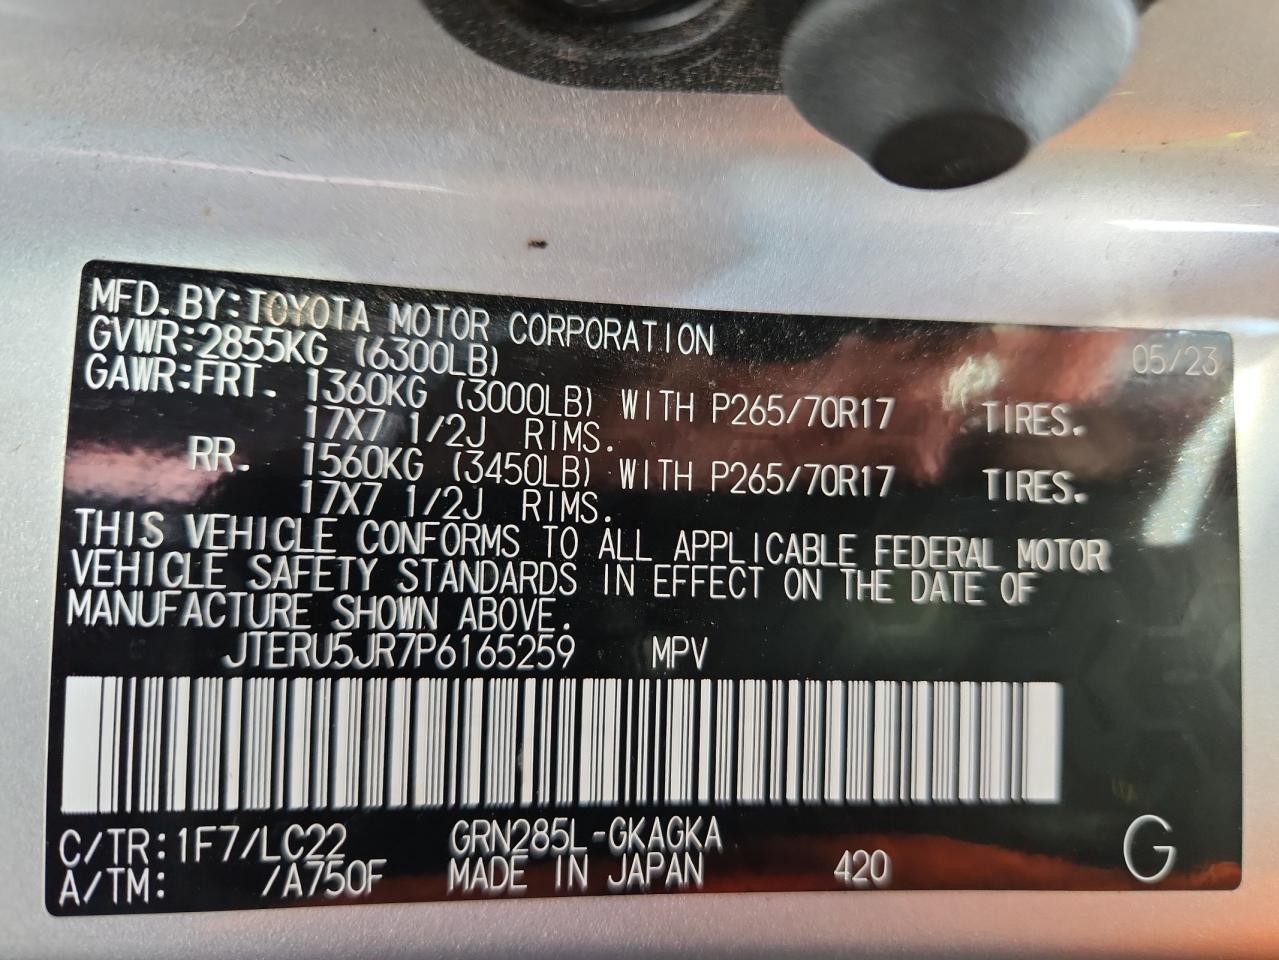 MFD. BY:TOYOTA MOTOR CORPORATION 05/23
GVWR:2855KG (6300LB)
GAWR:FRT. 1360KG (3000LB) WITH P265/70R17 TIRES.
17X7 1/2J RIMS.
RR. 1560KG (3450LB) WITH P265/70R17 TIRES.
17X7 1/2J RIMS.
THIS VEHICLE CONFORMS TO ALL APPLICABLE FEDERAL MOTOR
VEHICLE SAFETY STANDARDS IN EFFECT ON THE DATE OF
MANUFACTURE SHOWN ABOVE.
JTERU5JR7P6165259 MPV
C/TR:1F7/LC22 GRN285L-GKAGKA
A/TM: /A750F MADE IN JAPAN 420 G